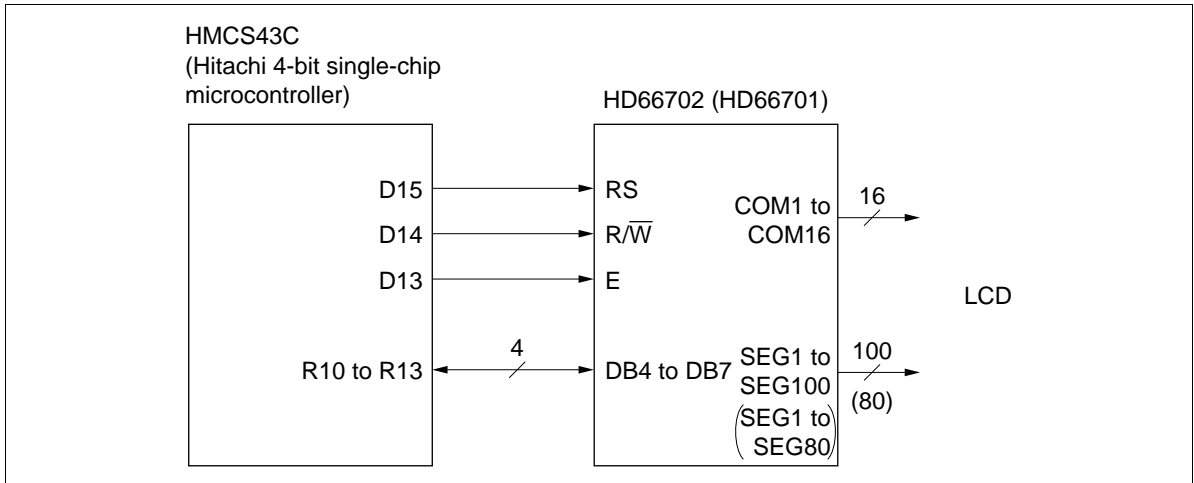 HMCS43C
(Hitachi 4-bit single-chip
microcontroller)
HD66702 (HD66701)
D15
RS
D14
R/W̅
D13
E
R10 to R13
4
DB4 to DB7
COM1 to
COM16
16
LCD
SEG1 to
SEG100
100
(80)
(SEG1 to
SEG80)